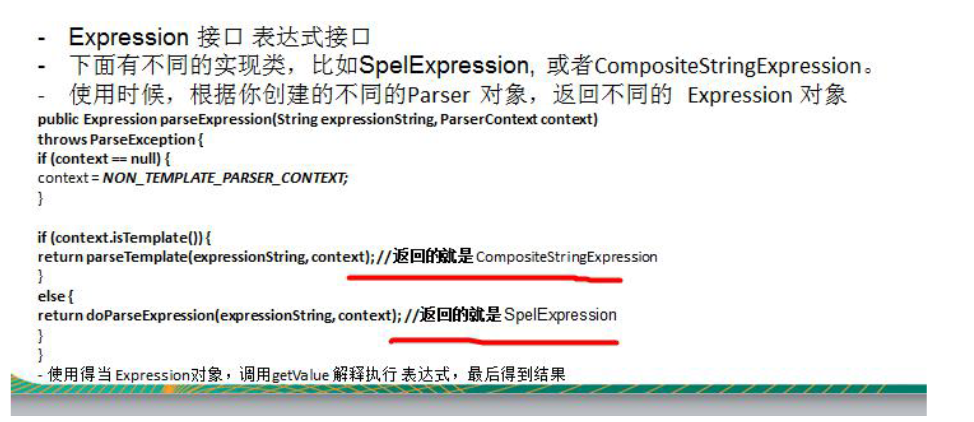 - Expression 接口 表达式接口
- 下面有不同的实现类，比如SpelExpression, 或者CompositeStringExpression。
- 使用时候，根据你创建的不同的Parser 对象，返回不同的 Expression 对象
public Expression parseExpression(String expressionString, ParserContext context)
throws ParseException {
if (context == null) {
context = NON_TEMPLATE_PARSER_CONTEXT;
}
if (context.isTemplate()) {
return parseTemplate(expressionString, context); //返回的就是 CompositeStringExpression
}
else {
return doParseExpression(expressionString, context); //返回的就是 SpelExpression
}
}
- 使用得当 Expression对象，调用getValue 解释执行 表达式，最后得到结果